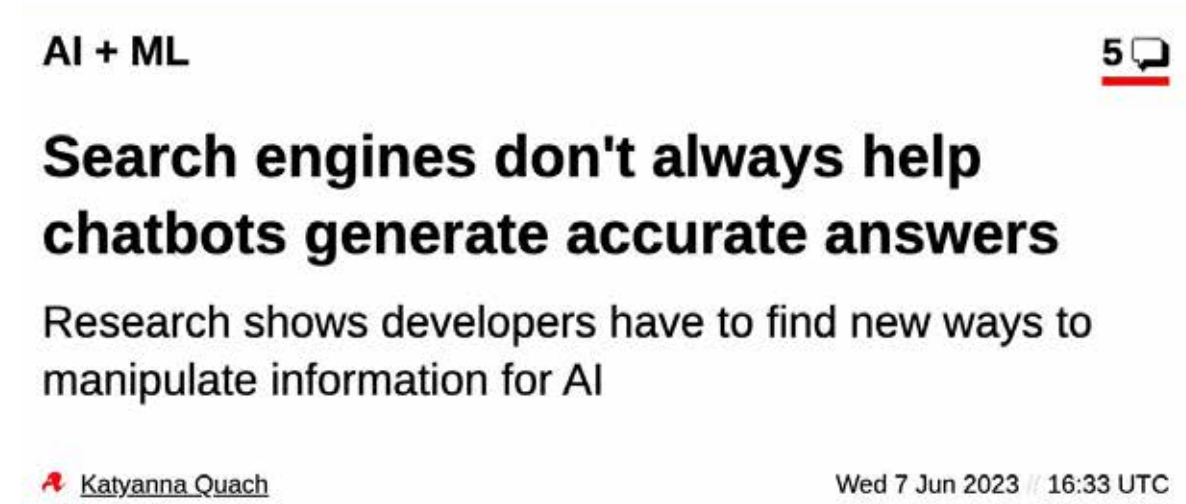 AI + ML
5
Search engines don't always help
chatbots generate accurate answers
Research shows developers have to find new ways to
manipulate information for AI
Katyanna Quach
Wed 7 Jun 2023 // 16:33 UTC